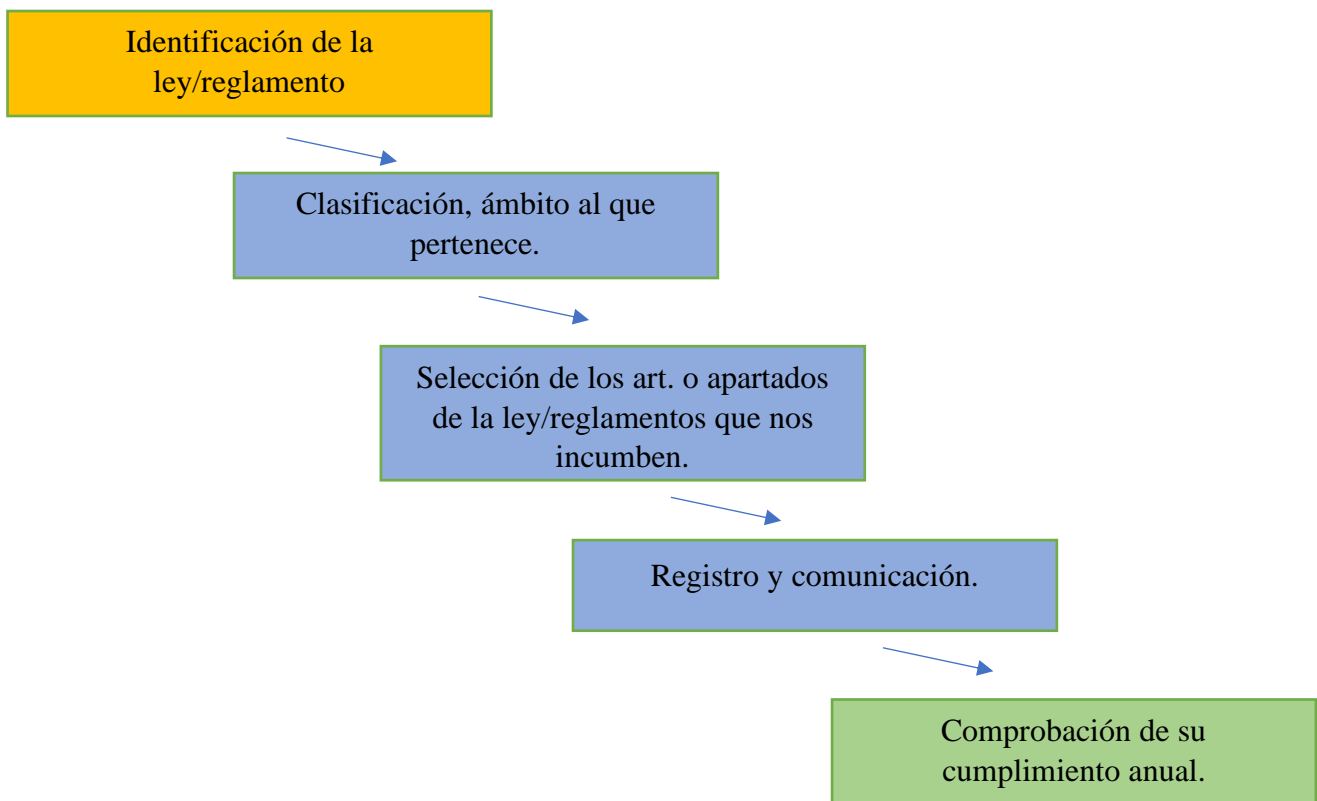 Identificación de la
ley/reglamento
Clasificación, ámbito al que
pertenece.
Selección de los art. o apartados
de la ley/reglamentos que nos
incumben.
Registro y comunicación.
Comprobación de su
cumplimiento anual.